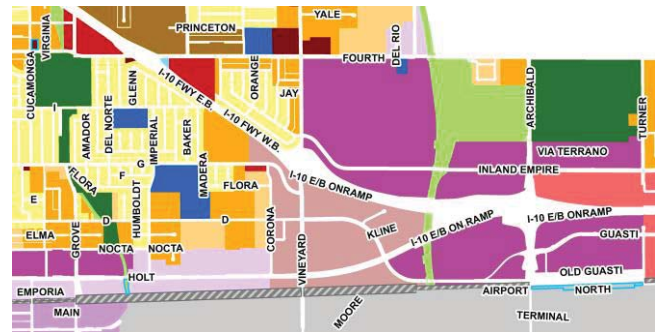 YALE
VIRGINIA
PRINCETON
CUCAMONGA
GLENN
ORANGE
DEL RIO
FOURTH
I-10 FWY E.B.
JAY
I-10 FWY W.B.
I
DEL NORTE
AMADOR
IMPERIAL
BAKER
ARCHIBALD
TURNER
VIA TERRANO
G
INLAND EMPIRE
FLORA
F
MADERA
FLORA
I-10 E/B ONRAMP
E
HUMBOLDT
D
D
CORONA
I-10 E/B ONRAMP
ELMA
GROVE
KLINE
I-10 E/B ON RAMP
GUASTI
NOCTA
NOCTA
HOLT
VINEYARD
OLD GUASTI
EMPORIA
AIRPORT
NORTH
MAIN
MOORE
TERMINAL